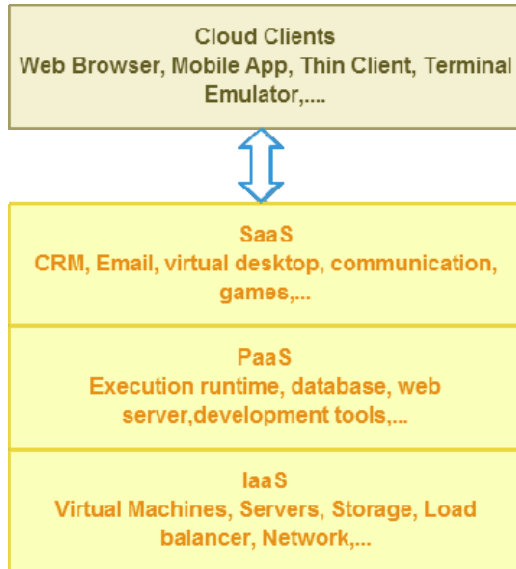 Cloud Clients
Web Browser, Mobile App, Thin Client, Terminal
Emulator,....
SaaS
CRM, Email, virtual desktop, communication,
games,...
PaaS
Execution runtime, database, web
server,development tools,...
IaaS
Virtual Machines, Servers, Storage, Load
balancer, Network,...